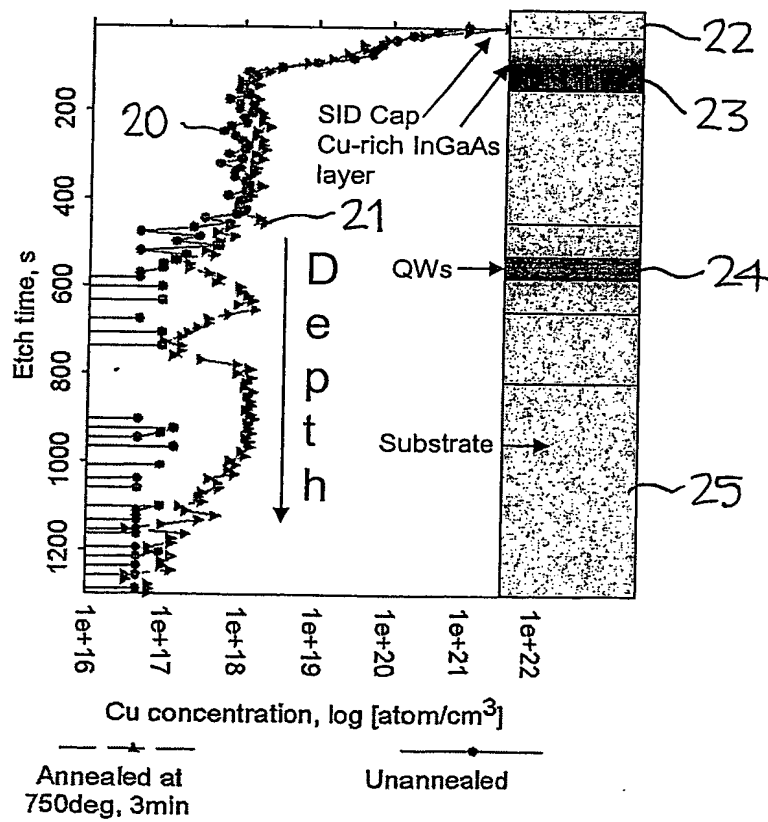 22
23
SID Cap
Cu-rich InGaAs
layer
20
21
QWs
24
Substrate
25
Depth
Etch time, s
200
400
600
800
1000
1200
1e+16
1e+17
1e+18
1e+19
1e+20
1e+21
1e+22
Cu concentration, log [atom/cm³]
Annealed at
750deg, 3min
Unannealed